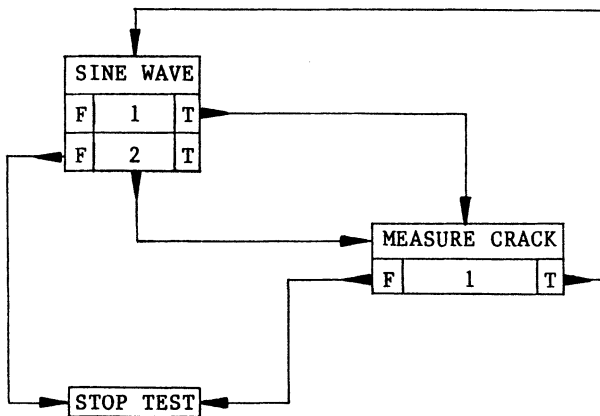 SINE WAVE
F 1 T
F 2 T
MEASURE CRACK
F 1 T
STOP TEST